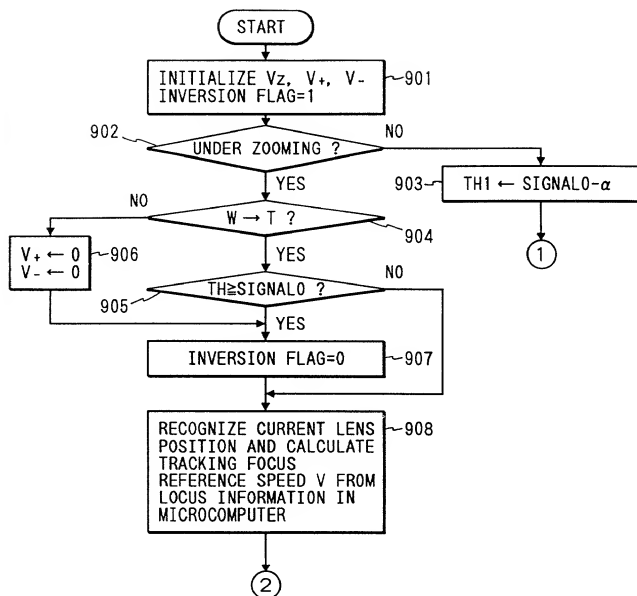 START
INITIALIZE Vz, V+, V-
INVERSION FLAG=1
901
902
UNDER ZOOMING ?
NO
YES
903
TH1 ← SIGNAL0-α
1
NO
W → T ?
904
YES
V+ ← 0
V- ← 0
906
TH≧SIGNAL0 ?
NO
905
YES
INVERSION FLAG=0
907
RECOGNIZE CURRENT LENS
POSITION AND CALCULATE
TRACKING FOCUS
REFERENCE SPEED V FROM
LOCUS INFORMATION IN
MICROCOMPUTER
908
2